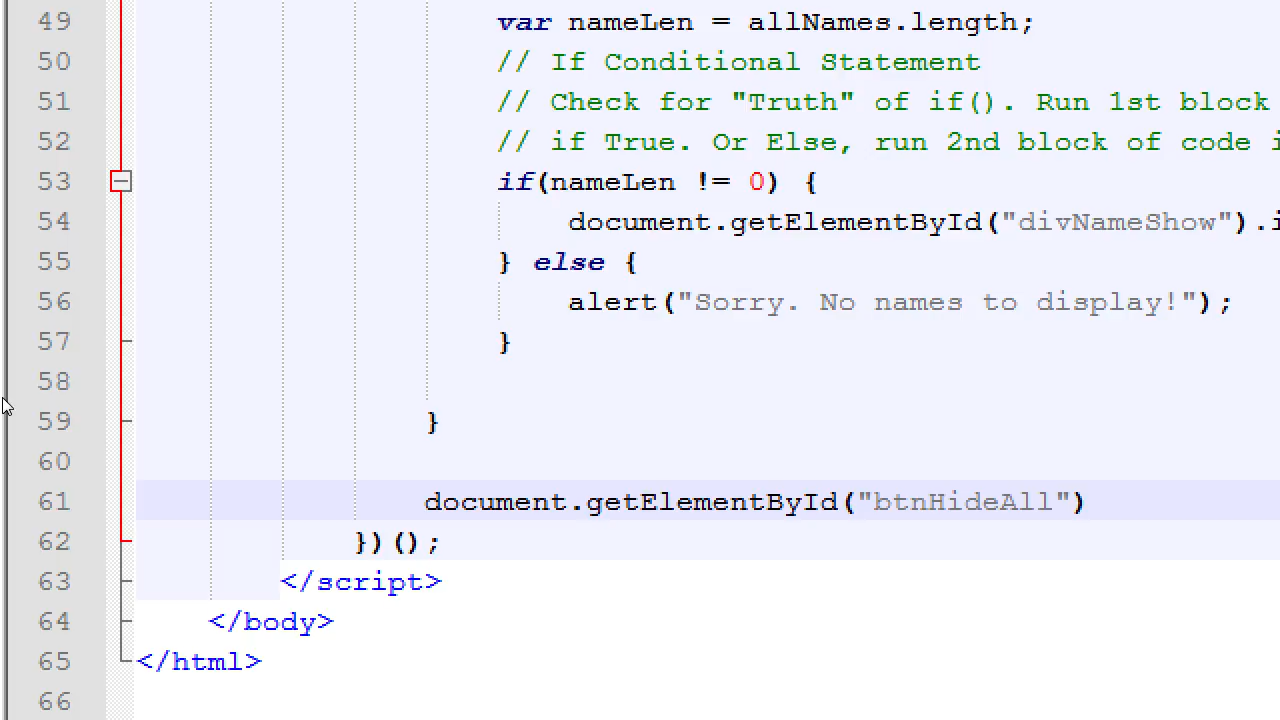 49 var nameLen = allNames.length;
50 // If Conditional Statement
51 // Check for "Truth" of if(). Run 1st block
52 // if True. Or Else, run 2nd block of code i
53 if(nameLen != 0) {
54 document.getElementById("divNameShow").i
55 } else {
56 alert("Sorry. No names to display!");
57 }
58
59 }
60
61 document.getElementById("btnHideAll")
62 })();
63 </script>
64 </body>
65 </html>
66